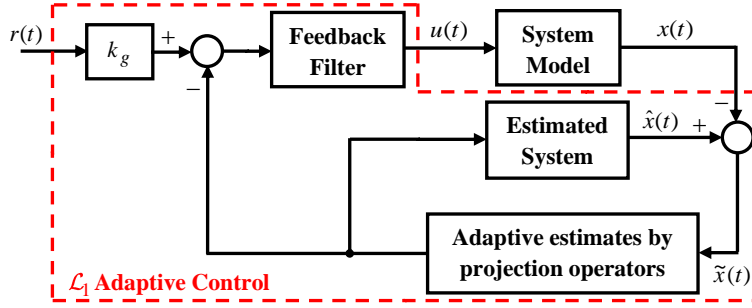 r(t)
k_g
+
−
Feedback
Filter
u(t)
System
Model
x(t)
−
Estimated
System
x̂(t)
+
Adaptive estimates by
projection operators
x̃(t)
ℒ₁ Adaptive Control